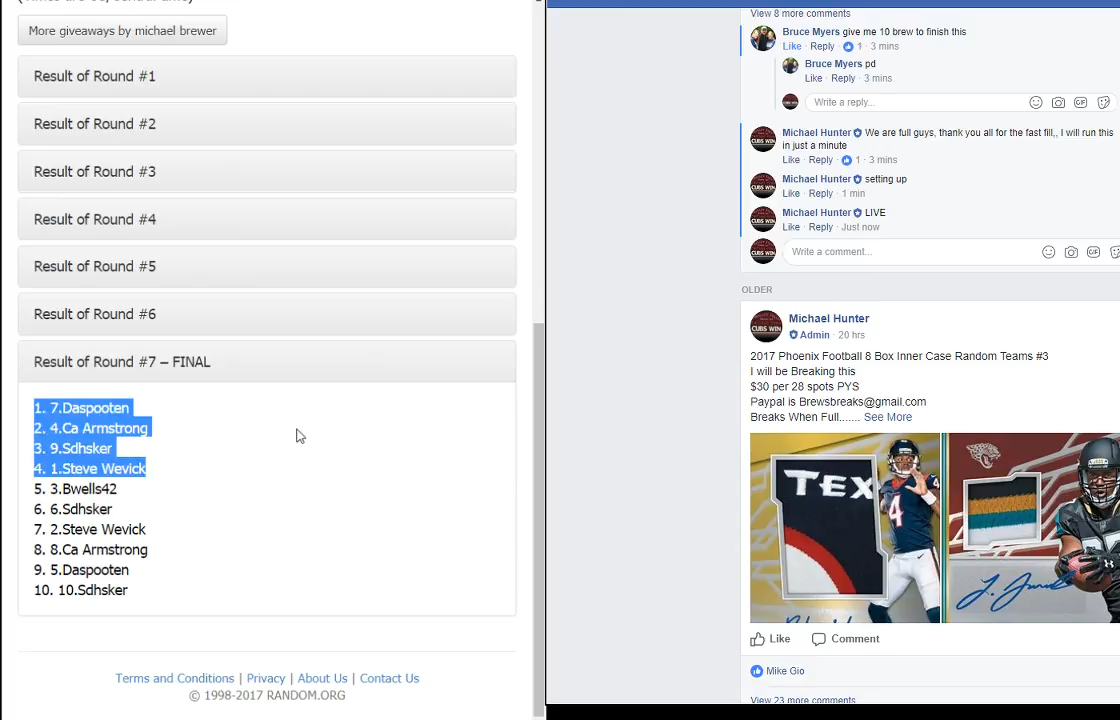 More giveaways by michael brewer
Result of Round #1
Result of Round #2
Result of Round #3
Result of Round #4
Result of Round #5
Result of Round #6
Result of Round #7 – FINAL
1. 7.Daspooten
2. 4.Ca Armstrong
3. 9.Sdhsker
4. 1.Steve Wevick
5. 3.Bwells42
6. 6.Sdhsker
7. 2.Steve Wevick
8. 8.Ca Armstrong
9. 5.Daspooten
10. 10.Sdhsker
Terms and Conditions | Privacy | About Us | Contact Us
© 1998-2017 RANDOM.ORG
View 8 more comments
Bruce Myers give me 10 brew to finish this
Like · Reply · 1 · 3 mins
Bruce Myers pd
Like · Reply · 3 mins
Write a reply...
GIF
Michael Hunter We are full guys, thank you all for the fast fill,, I will run this
in just a minute
Like · Reply · 1 · 3 mins
Michael Hunter setting up
Like · Reply · 1 min
Michael Hunter LIVE
Like · Reply · Just now
Write a comment...
GIF
OLDER
Michael Hunter
Admin · 20 hrs
2017 Phoenix Football 8 Box Inner Case Random Teams #3
I will be Breaking this
$30 per 28 spots PYS
Paypal is Brewsbreaks@gmail.com
Breaks When Full....... See More
CUBS WIN
TEX
4
Like Comment
Mike Gio
View 23 more comments